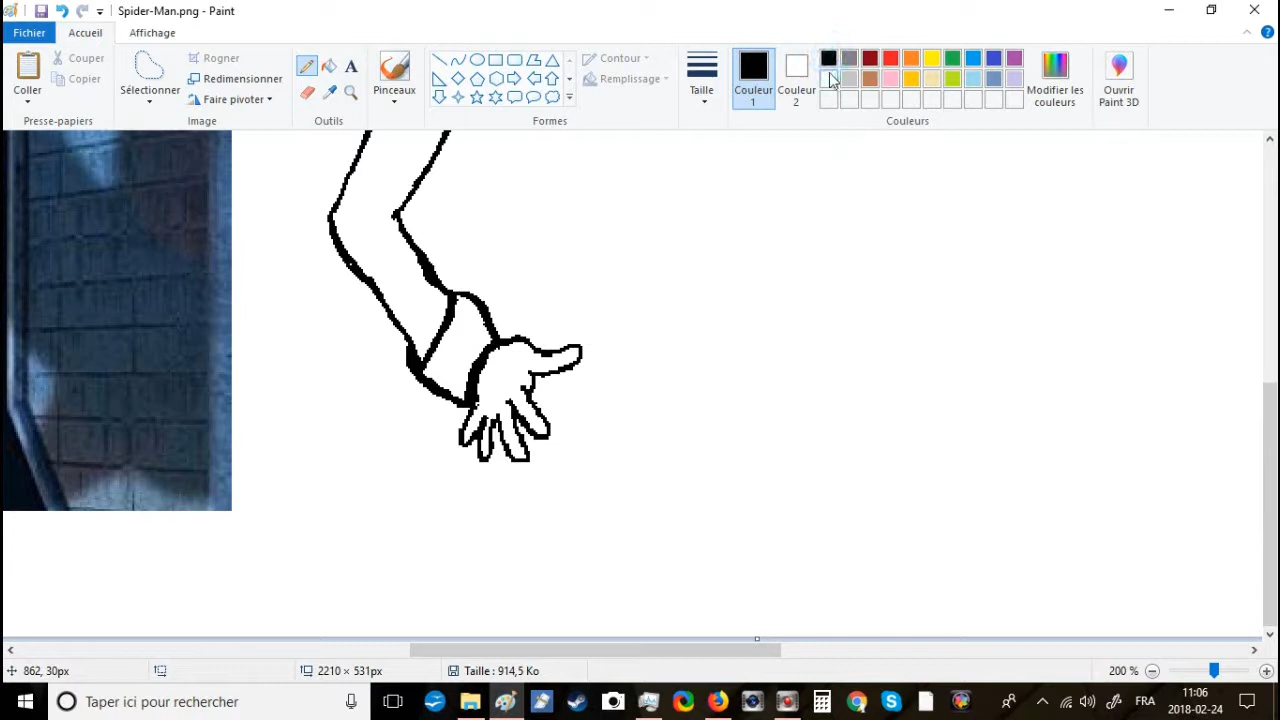 Spider-Man.png - Paint
Fichier Accueil Affichage
Coller
Couper
Copier
Presse-papiers
Sélectionner
Rogner
Redimensionner
Faire pivoter
Image
A
Outils
Pinceaux
Contour
Remplissage
Formes
Taille
Couleur 1
Couleur 2
Modifier les couleurs
Couleurs
Ouvrir Paint 3D
862, 30px
2210 × 531px
Taille : 914,5 Ko
200 %
Taper ici pour rechercher
FRA
11:06
2018-02-24